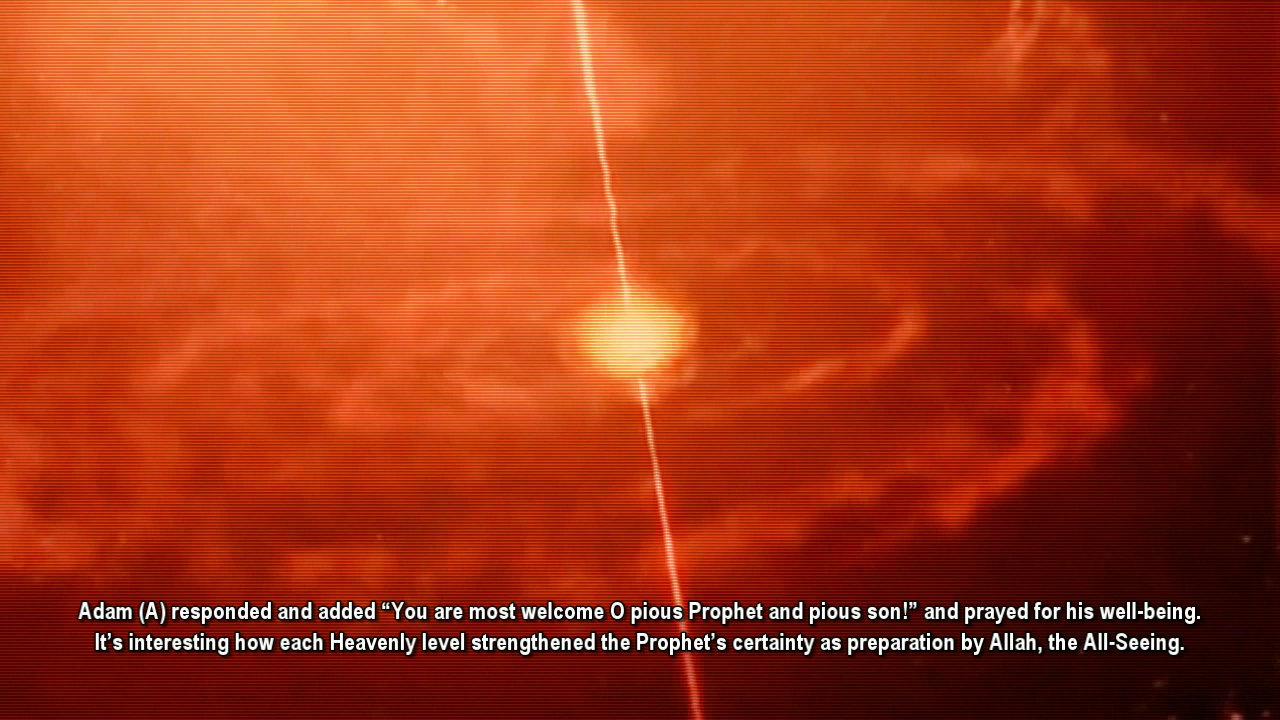 Adam (A) responded and added “You are most welcome O pious Prophet and pious son!” and prayed for his well-being.
It’s interesting how each Heavenly level strengthened the Prophet’s certainty as preparation by Allah, the All-Seeing.